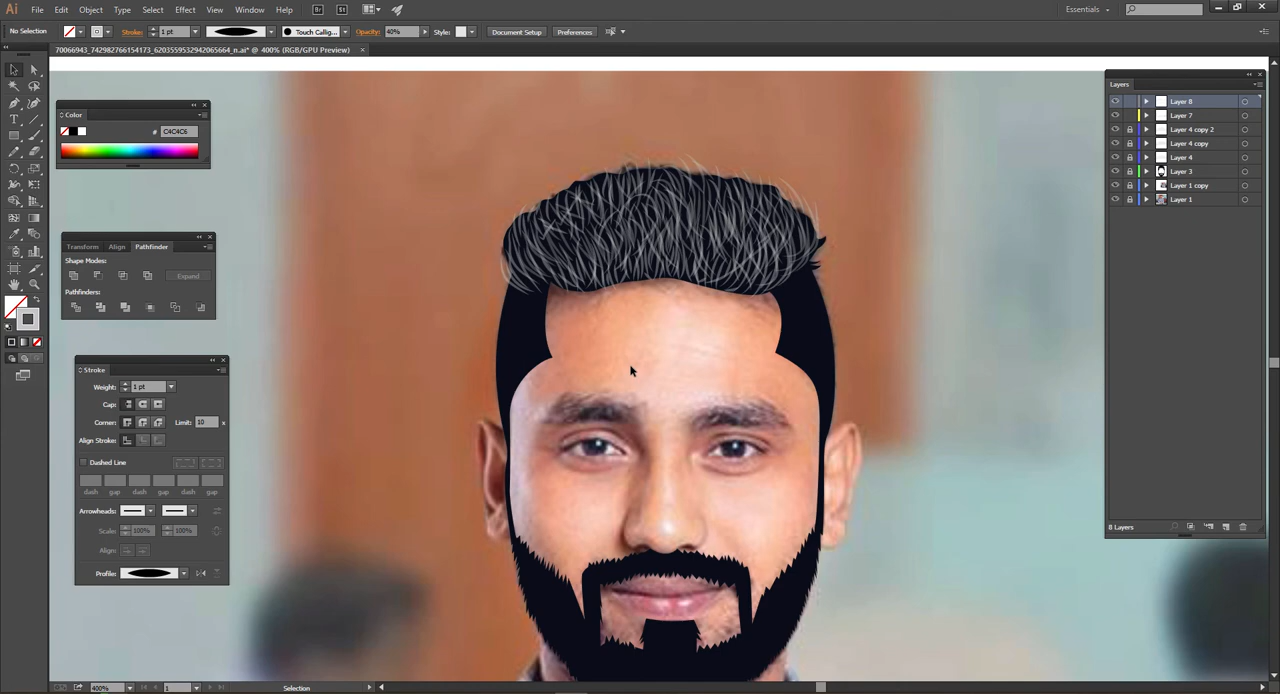 Ai File Edit Object Type Select Effect View Window Help Br St Essentials
No Selection Stroke: 1 pt Touch Callig... Opacity: 40% Style: Document Setup Preferences
70066943_742982766154173_6203559532942065664_n.ai* @ 400% (RGB/GPU Preview) ×
Color
# C4C4C6
Transform Align Pathfinder
Shape Modes:
Expand
Pathfinders:
Stroke
Weight: 1 pt
Cap:
Corner: Limit: 10 x
Align Stroke:
Dashed Line
dash gap dash gap dash gap
Arrowheads:
Scale: 100% 100%
Align:
Profile:
Layers
Layer 8
Layer 7
Layer 4 copy 2
Layer 4 copy
Layer 4
Layer 3
Layer 1 copy
Layer 1
8 Layers
400% 1 Selection